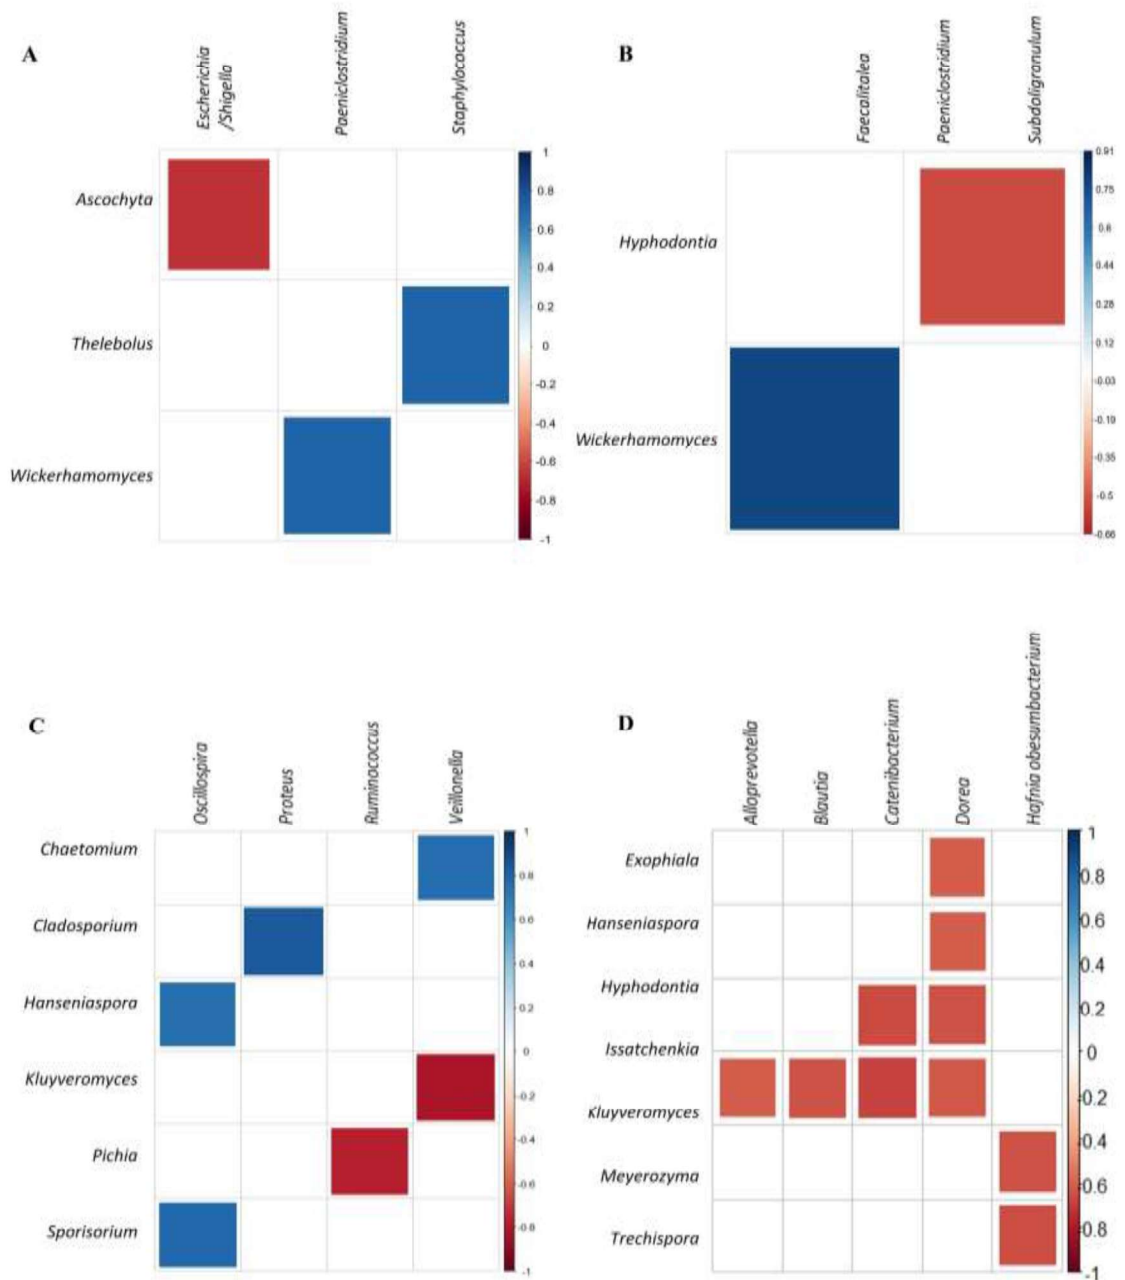 A
Escherichia
/Shigella
Paeniclostridium
Staphylococcus
Ascochyta
Thelebolus
Wickerhamomyces
1
0.8
0.6
0.4
0.2
0
-0.2
-0.4
-0.6
-0.8
-1
B
Faecalitalea
Paeniclostridium
Subdoligranulum
Hyphodontia
Wickerhamomyces
0.91
0.75
0.6
0.44
0.28
0.12
-0.03
-0.19
-0.35
-0.5
-0.66
C
Oscillospira
Proteus
Ruminococcus
Veillonella
Chaetomium
Cladosporium
Hanseniaspora
Kluyveromyces
Pichia
Sporisorium
1
0.8
0.6
0.4
0.2
0
-0.2
-0.4
-0.6
-0.8
-1
D
Alloprevotella
Blautia
Catenibacterium
Dorea
Hafnia obesumbacterium
Exophiala
Hanseniaspora
Hyphodontia
Issatchenkia
Kluyveromyces
Meyerozyma
Trechispora
1
0.8
0.6
0.4
0.2
0
-0.2
-0.4
-0.6
-0.8
-1